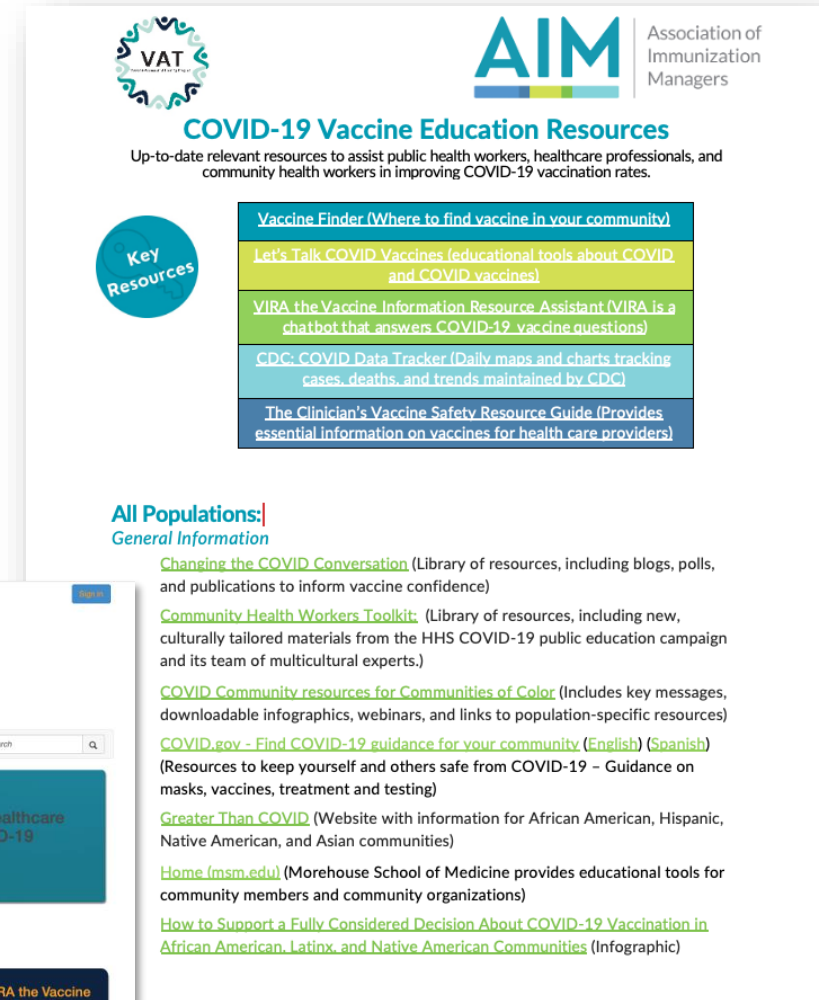 VAT
AIM
Association of
Immunization
Managers
COVID-19 Vaccine Education Resources
Up-to-date relevant resources to assist public health workers, healthcare professionals, and
community health workers in improving COVID-19 vaccination rates.
Key
Resources
Vaccine Finder (Where to find vaccine in your community)
Let's Talk COVID Vaccines (educational tools about COVID
and COVID vaccines)
VIRA the Vaccine Information Resource Assistant (VIRA is a
chatbot that answers COVID-19 vaccine questions)
CDC: COVID Data Tracker (Daily maps and charts tracking
cases, deaths, and trends maintained by CDC)
The Clinician's Vaccine Safety Resource Guide (Provides
essential information on vaccines for health care providers)
All Populations:
General Information
Changing the COVID Conversation (Library of resources, including blogs, polls,
and publications to inform vaccine confidence)
Community Health Workers Toolkit: (Library of resources, including new,
culturally tailored materials from the HHS COVID-19 public education campaign
and its team of multicultural experts.)
COVID Community resources for Communities of Color (Includes key messages,
downloadable infographics, webinars, and links to population-specific resources)
COVID.gov - Find COVID-19 guidance for your community (English) (Spanish)
(Resources to keep yourself and others safe from COVID-19 – Guidance on
masks, vaccines, treatment and testing)
Greater Than COVID (Website with information for African American, Hispanic,
Native American, and Asian communities)
Home (msm.edu) (Morehouse School of Medicine provides educational tools for
community members and community organizations)
How to Support a Fully Considered Decision About COVID-19 Vaccination in
African American, Latinx, and Native American Communities (Infographic)
Sign in
rch
althcare
D-19
RA the Vaccine